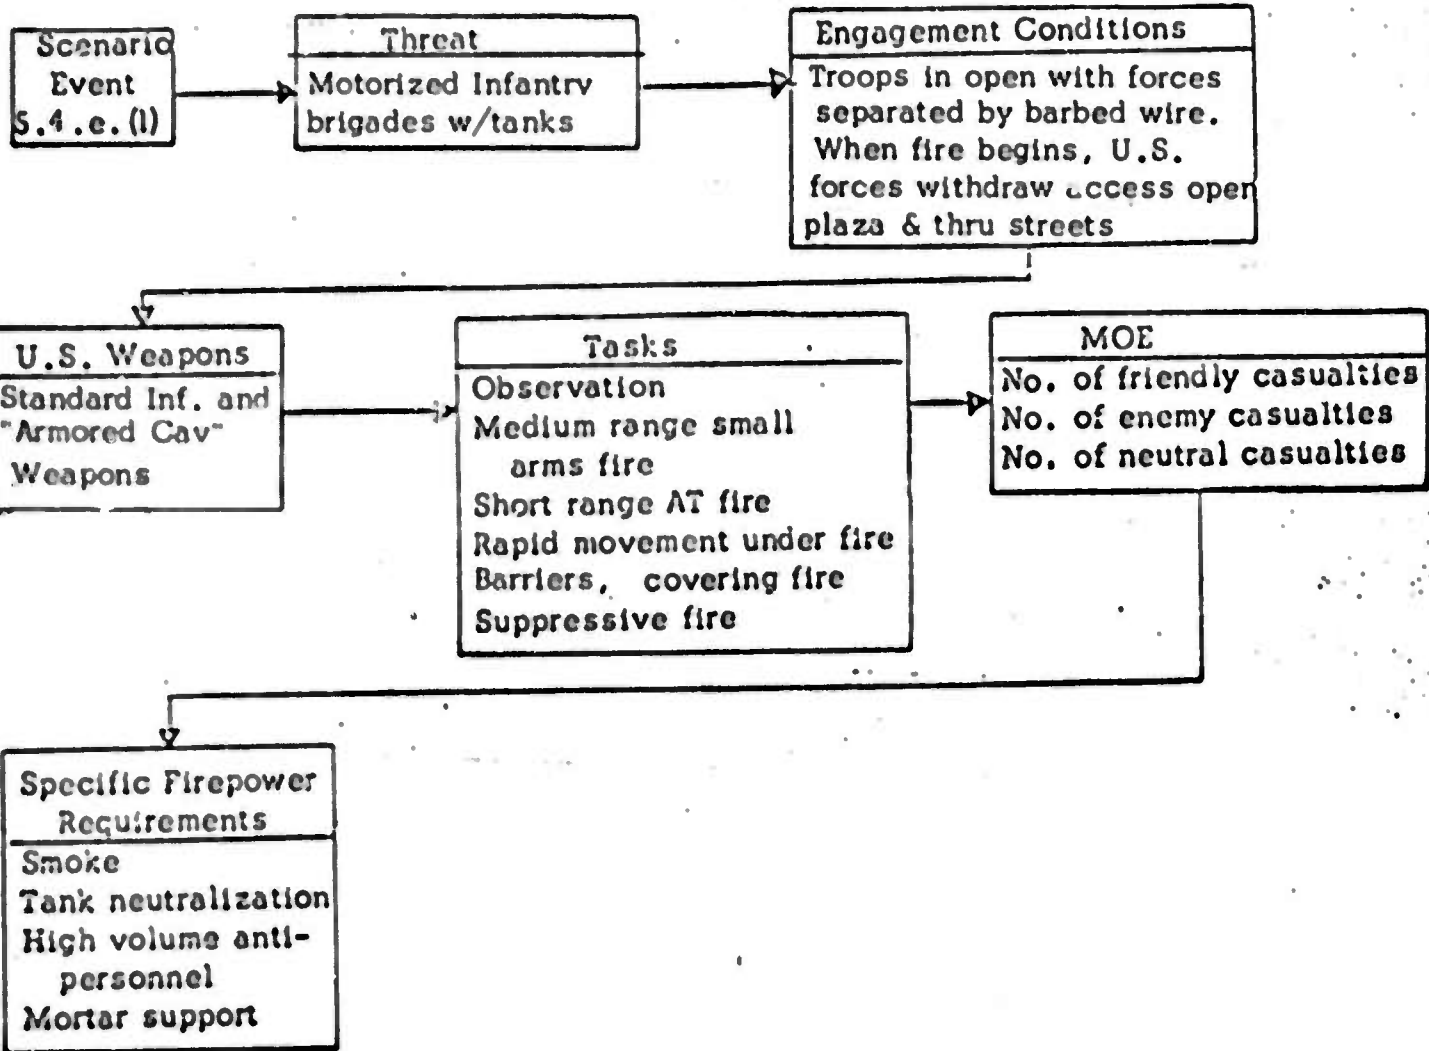 Scenario
Event
S.4.e.(1)
Threat
Motorized Infantry
brigades w/tanks
Engagement Conditions
Troops in open with forces
separated by barbed wire.
When fire begins, U.S.
forces withdraw access open
plaza & thru streets
U.S. Weapons
Standard Inf. and
"Armored Cav"
Weapons
Tasks
Observation
Medium range small
arms fire
Short range AT fire
Rapid movement under fire
Barriers, covering fire
Suppressive fire
MOE
No. of friendly casualties
No. of enemy casualties
No. of neutral casualties
Specific Firepower
Requirements
Smoke
Tank neutralization
High volume anti-
personnel
Mortar support